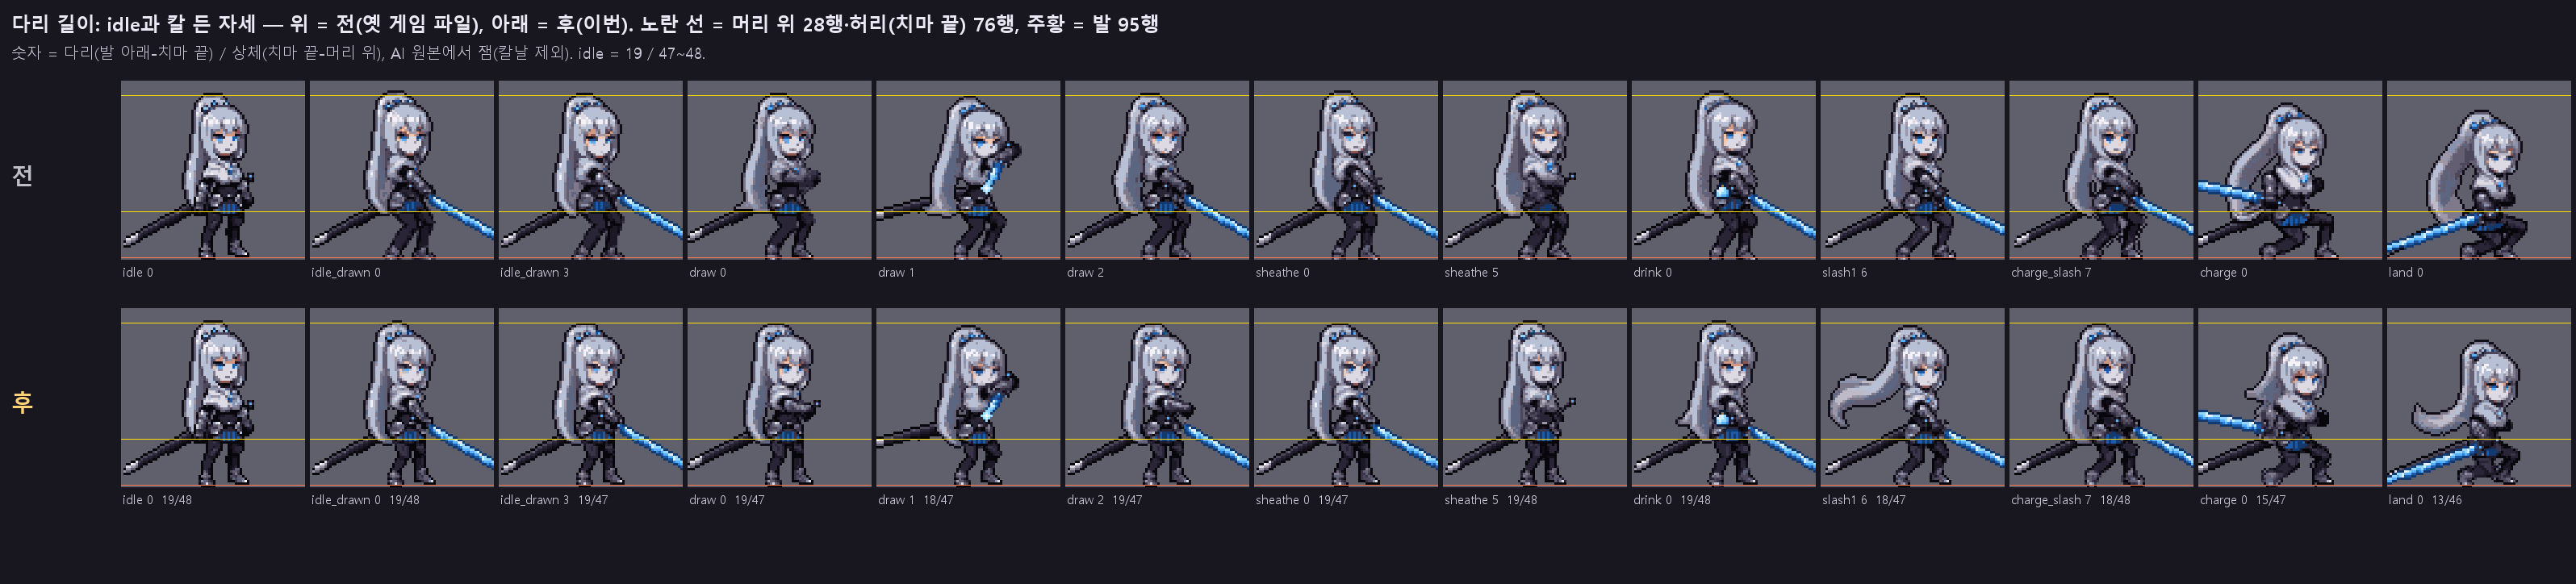 다리 길이: idle과 칼 든 자세 — 위 = 전(옛 게임 파일), 아래 = 후(이번). 노란 선 = 머리 위 28행·허리(치마 끝) 76행, 주황 = 발 95행
숫자 = 다리(발 아래-치마 끝) / 상체(치마 끝-머리 위), AI 원본에서 잼(칼날 제외). idle = 19 / 47~48.
전
idle 0 idle_drawn 0 idle_drawn 3 draw 0 draw 1 draw 2 sheathe 0 sheathe 5 drink 0 slash1 6 charge_slash 7 charge 0 land 0
후
idle 0 19/48 idle_drawn 0 19/48 idle_drawn 3 19/47 draw 0 19/47 draw 1 18/47 draw 2 19/47 sheathe 0 19/47 sheathe 5 19/48 drink 0 19/48 slash1 6 18/47 charge_slash 7 18/48 charge 0 15/47 land 0 13/46